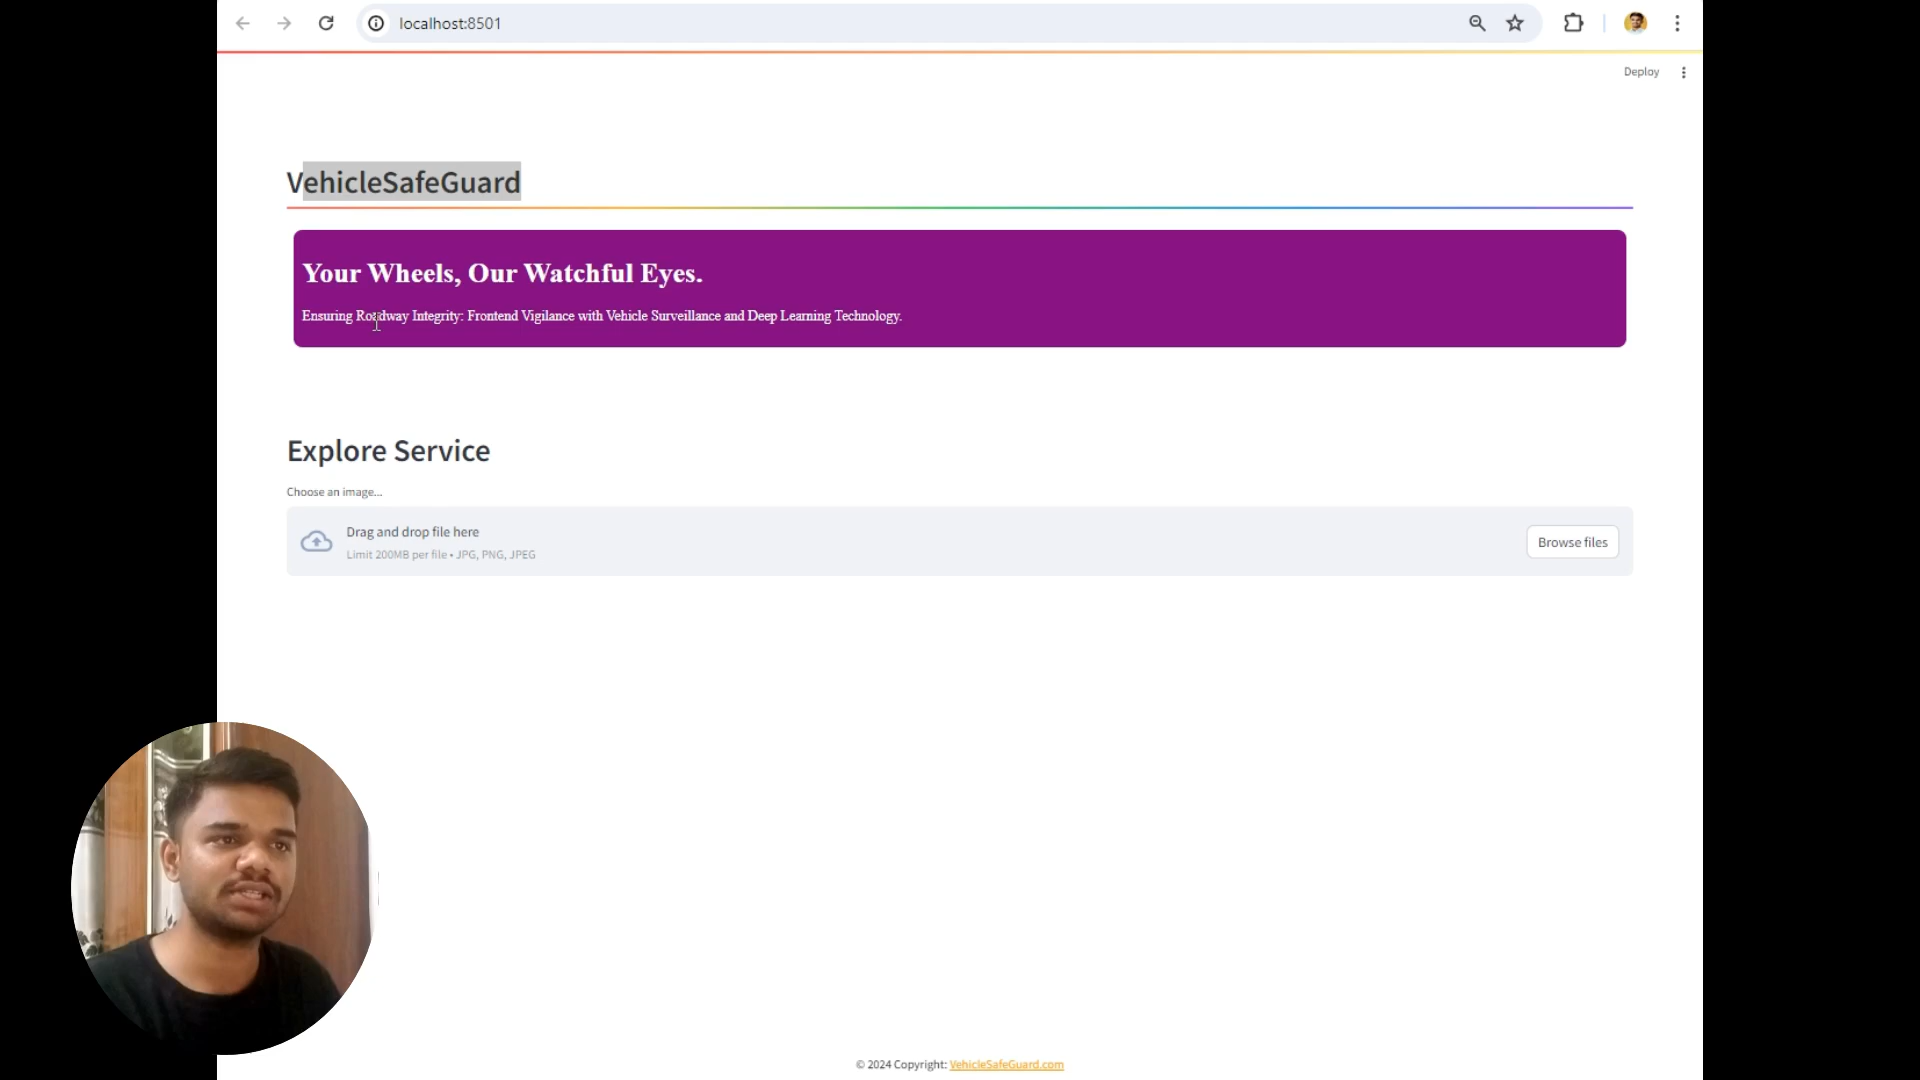 localhost:8501
Deploy
VehicleSafeGuard
Your Wheels, Our Watchful Eyes.
Ensuring Roadway Integrity: Frontend Vigilance with Vehicle Surveillance and Deep Learning Technology.
Explore Service
Choose an image...
Drag and drop file here
Limit 200MB per file • JPG, PNG, JPEG
Browse files
© 2024 Copyright: VehicleSafeGuard.com